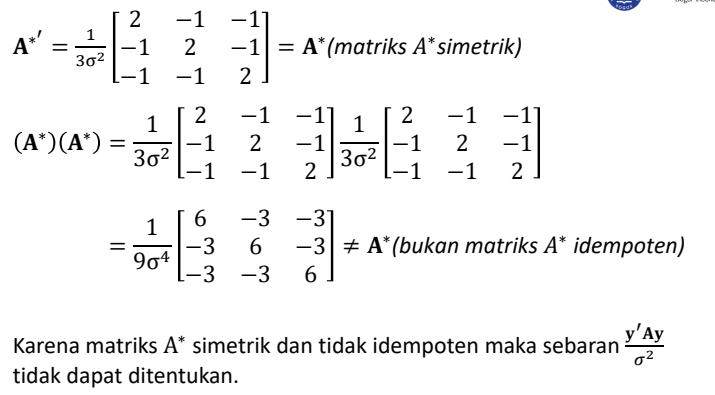 𝐀*′ = 1/(3σ²) [2 −1 −1; −1 2 −1; −1 −1 2] = 𝐀*(matriks A*simetrik)
(𝐀*)(𝐀*) = 1/(3σ²) [2 −1 −1; −1 2 −1; −1 −1 2] 1/(3σ²) [2 −1 −1; −1 2 −1; −1 −1 2]
= 1/(9σ⁴) [6 −3 −3; −3 6 −3; −3 −3 6] ≠ 𝐀*(bukan matriks A* idempoten)
Karena matriks A* simetrik dan tidak idempoten maka sebaran 𝐲′𝐀𝐲/σ²
tidak dapat ditentukan.